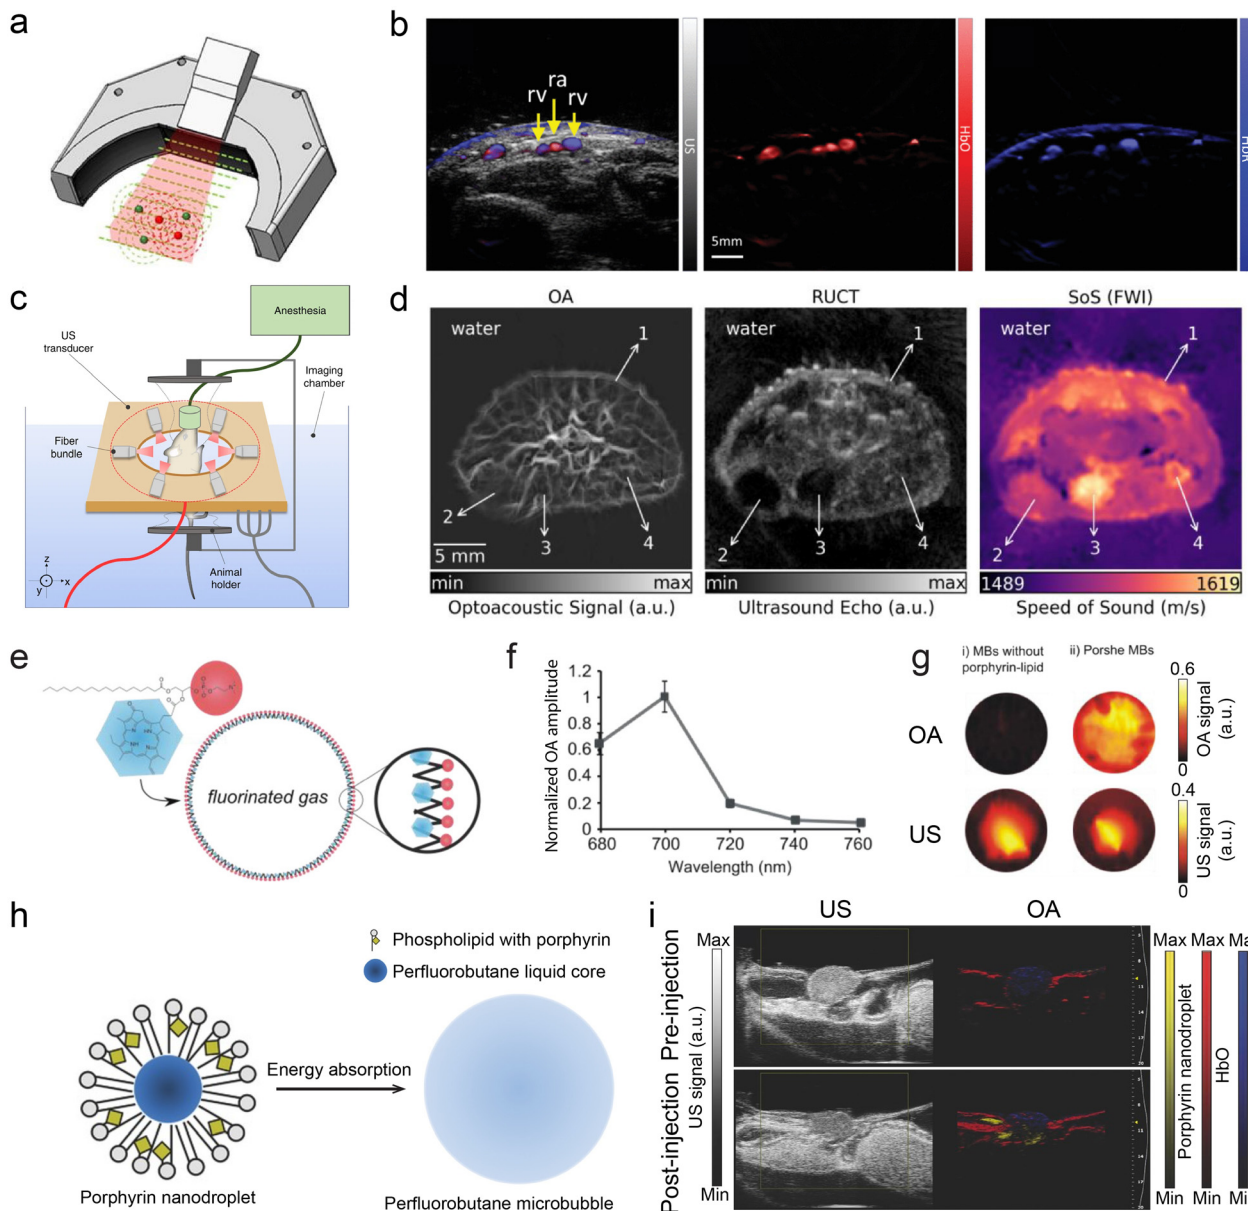 a
b
ra
rv
rv
US
HbO
HbR
5mm
c
Anesthesia
US
transducer
Imaging
chamber
Fiber
bundle
Animal
holder
z
x
y
d
OA
RUCT
SoS (FWI)
water
water
water
1
1
1
2
3
4
2
3
4
2
3
4
5 mm
min
max
min
max
1489
1619
Optoacoustic Signal (a.u.)
Ultrasound Echo (a.u.)
Speed of Sound (m/s)
e
fluorinated gas
f
Normalized OA amplitude
1.2
1
0.8
0.6
0.4
0.2
0
680
700
720
740
760
Wavelength (nm)
g
i) MBs without
porphyrin-lipid
ii) Porshe MBs
OA
US
0.6
0
OA signal
(a.u.)
0.4
0
US signal
(a.u.)
h
Phospholipid with porphyrin
Perfluorobutane liquid core
Energy absorption
Porphyrin nanodroplet
Perfluorobutane microbubble
i
US
OA
Pre-injection
Post-injection
Max
US signal (a.u.)
Min
Max
Max
Ma
Porphyrin nanodroplet
HbO
Min
Min
Mi